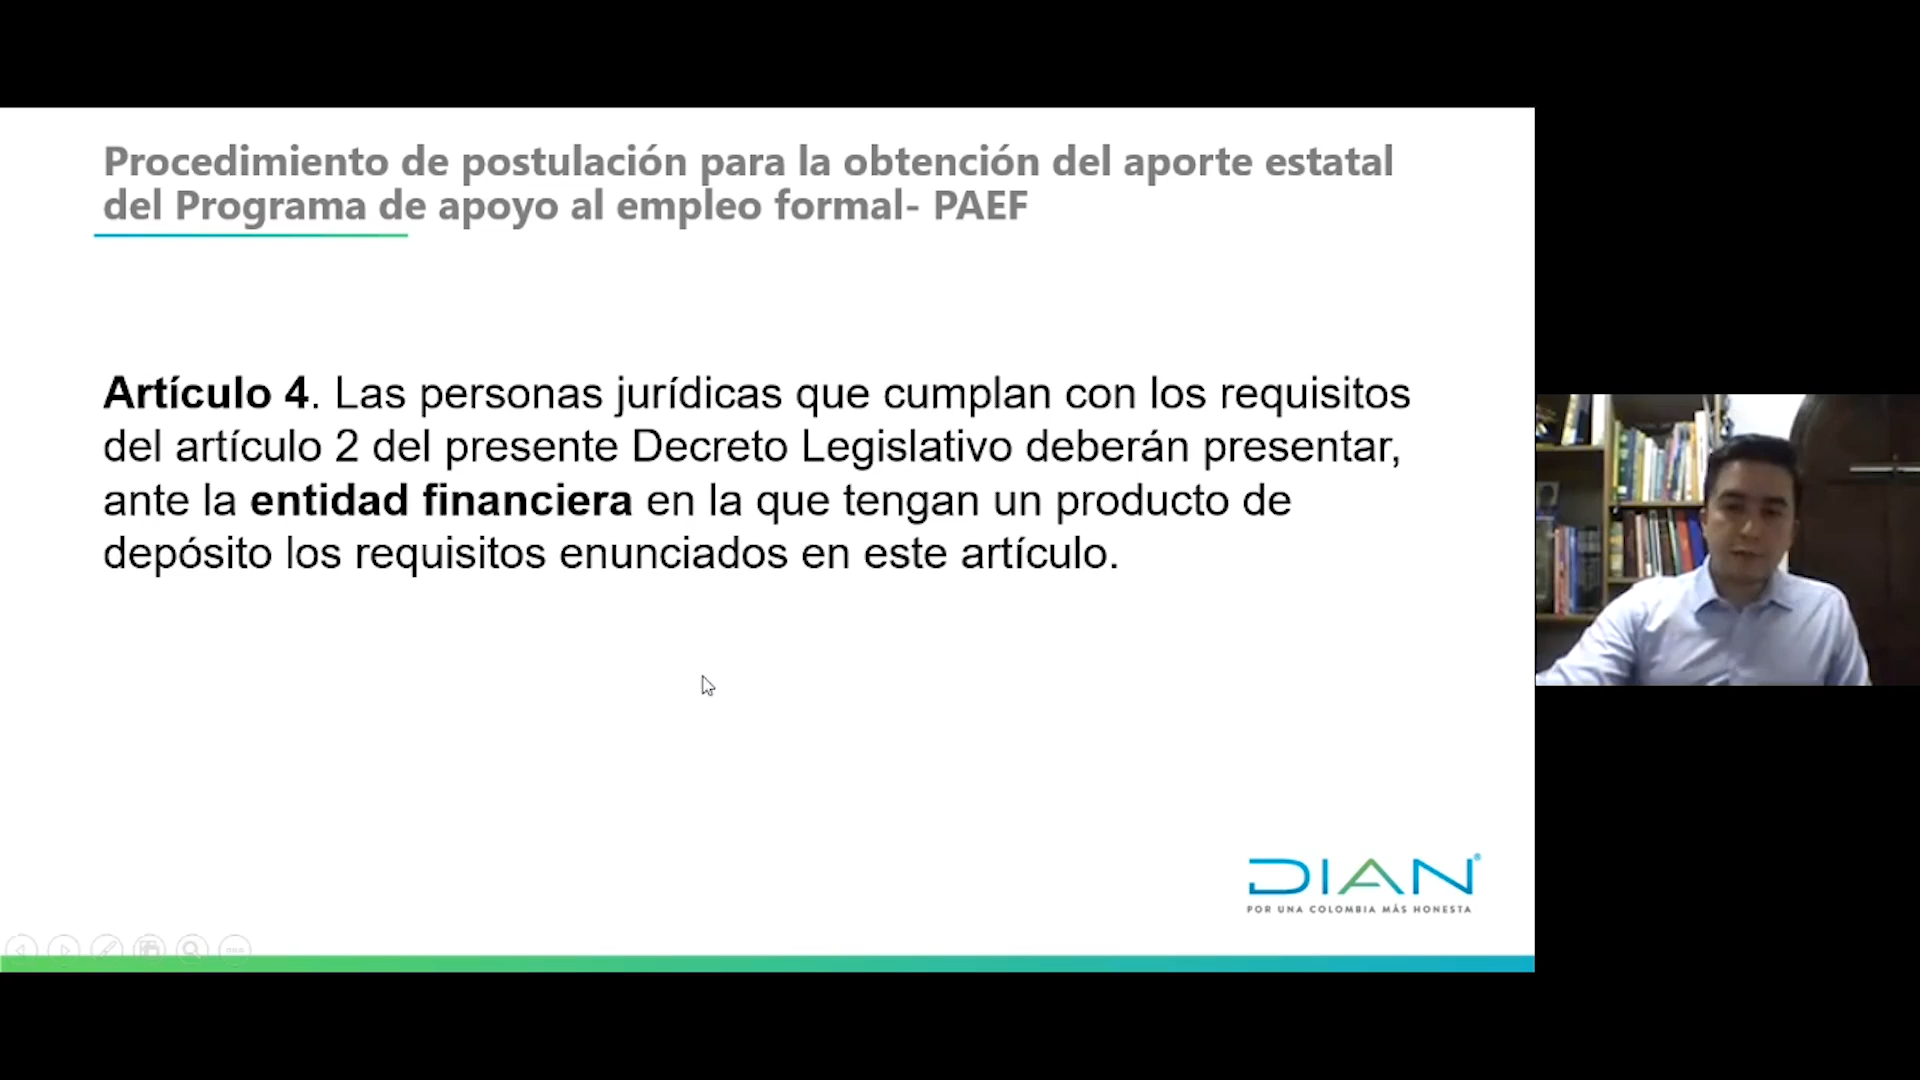 Procedimiento de postulación para la obtención del aporte estatal
del Programa de apoyo al empleo formal- PAEF
Artículo 4. Las personas jurídicas que cumplan con los requisitos
del artículo 2 del presente Decreto Legislativo deberán presentar,
ante la entidad financiera en la que tengan un producto de
depósito los requisitos enunciados en este artículo.
DIAN®
POR UNA COLOMBIA MÁS HONESTA